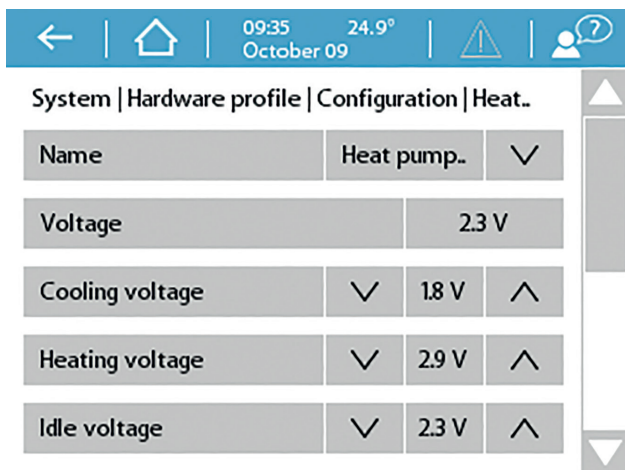 09:35 24.9°
October 09
?
System | Hardware profile | Configuration | Heat..
Name Heat pump..
Voltage 2.3 V
Cooling voltage 1.8 V
Heating voltage 2.9 V
Idle voltage 2.3 V